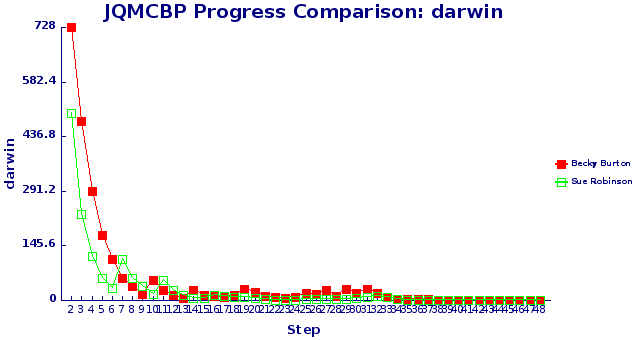 JQMCBP Progress Comparison: darwin
728
582.4
436.8
291.2
145.6
0
darwin
2 3 4 5 6 7 8 9 10 11 12 13 14 15 16 17 18 19 20 21 22 23 24 25 26 27 28 29 30 31 32 33 34 35 36 37 38 39 40 41 42 43 44 45 46 47 48
Step
Becky Burton
Sue Robinson